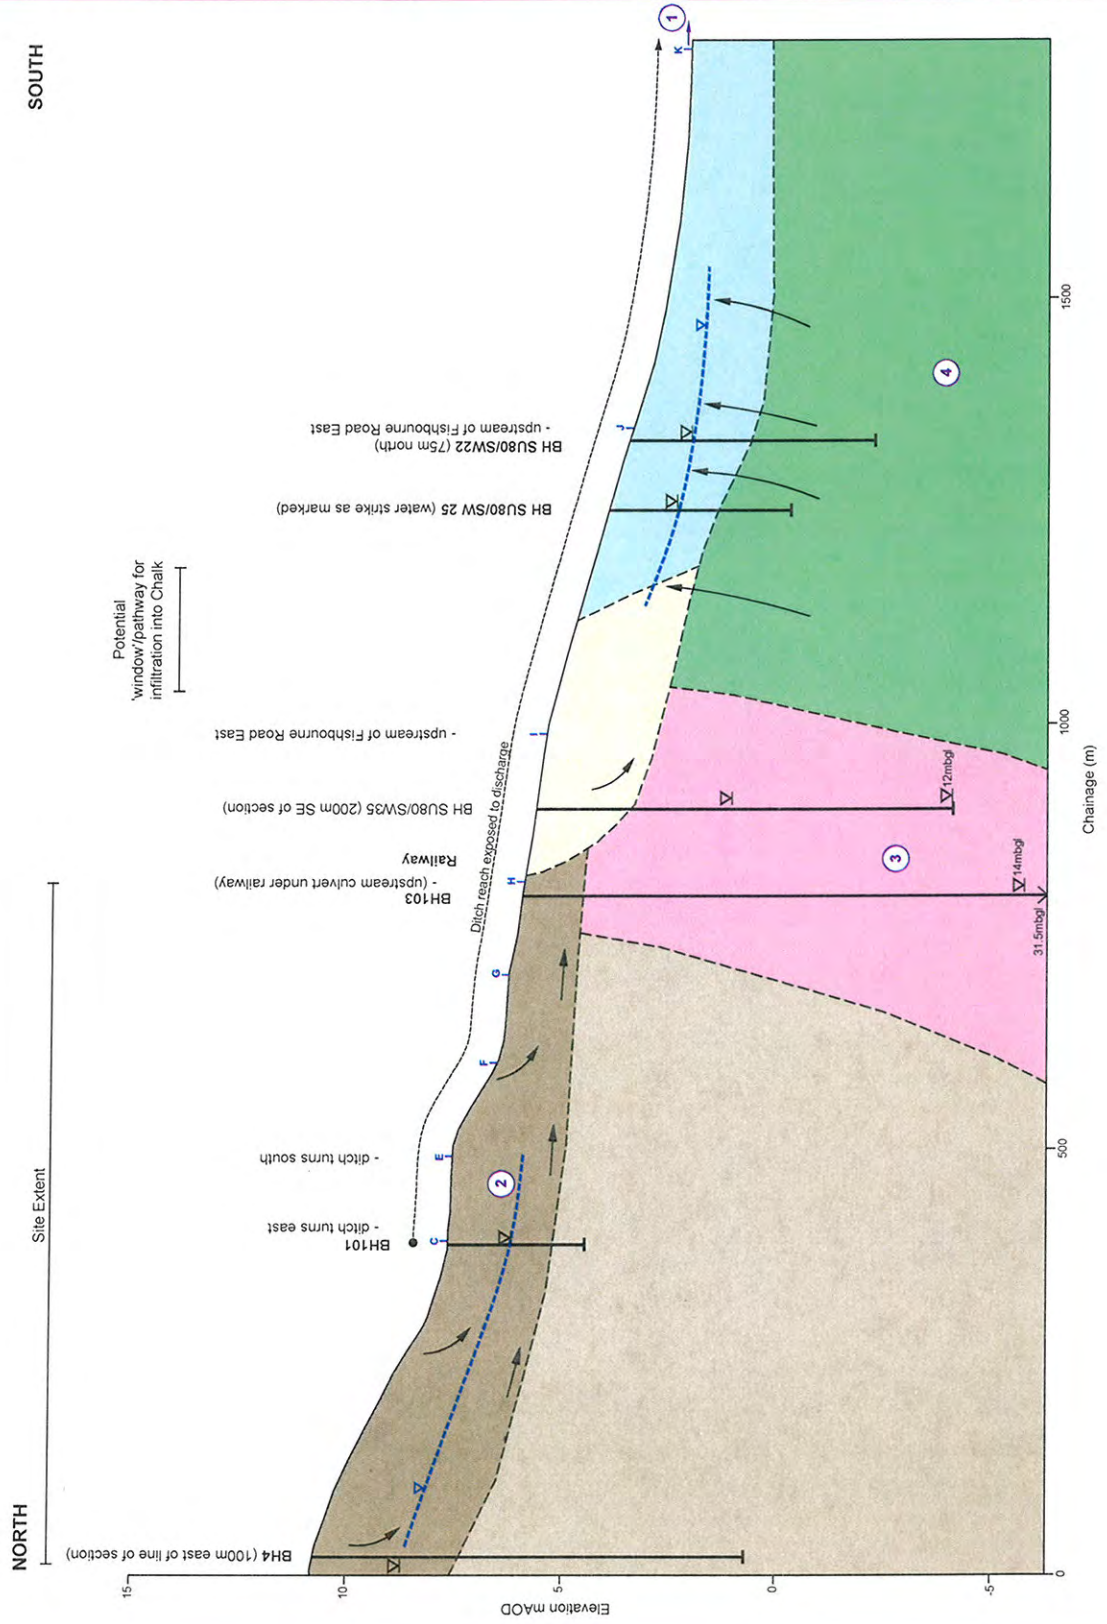 NORTH
SOUTH
Site Extent
Potential
'window'/pathway for
infiltration into Chalk
BH4 (100m east of line of section)
BH101
- ditch turns east
- ditch turns south
BH103
- (upstream culvert under railway)
Railway
BH SU80/SW35 (200m SE of section)
- upstream of Fishbourne Road East
BH SU80/SW 25 (water strike as marked)
BH SU80/SW22 (75m north)
- upstream of Fishbourne Road East
Ditch reach exposed to discharge
C
E
F
G
H
I
J
K
1
2
3
4
12mbgl
14mbgl
31.5mbgl
Elevation mAOD
15
10
5
0
-5
0
500
1000
1500
Chainage (m)